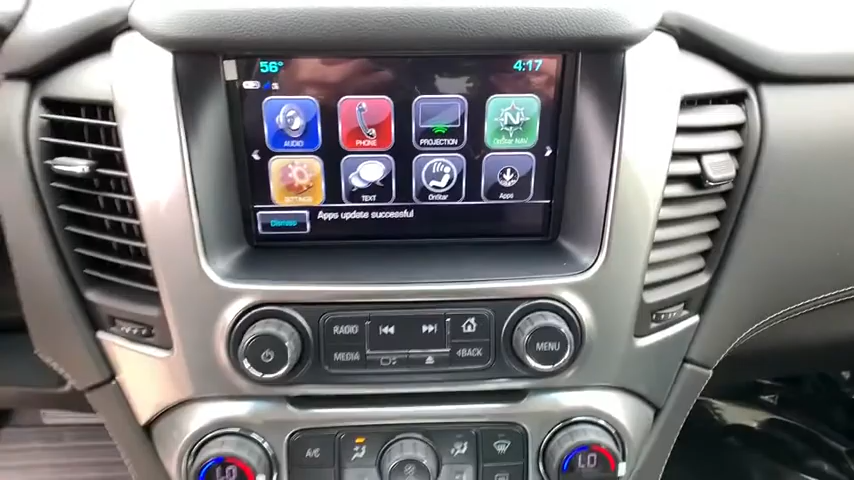 56° 4:17
AUDIO PHONE PROJECTION OnStar NAV
N
SETTINGS TEXT OnStar Apps
Dismiss Apps update successful
RADIO
MEDIA BACK
MENU
A/C
LO LO